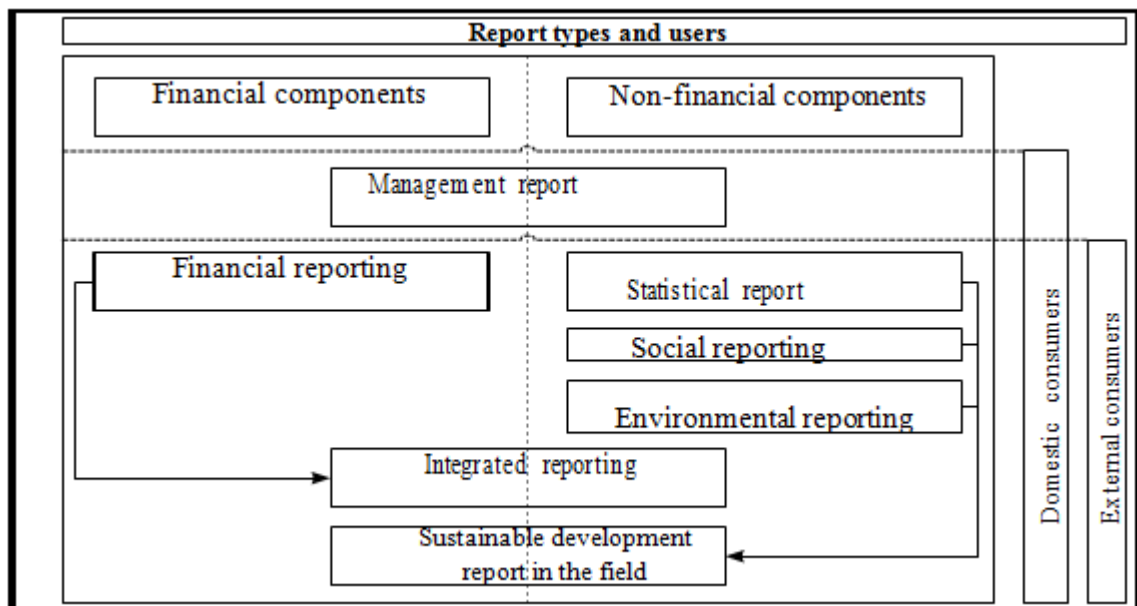 Report types and users
Financial components
Non-financial components
Management report
Financial reporting
Statistical report
Social reporting
Environmental reporting
Integrated reporting
Sustainable development
report in the field
Domestic consumers
External consumers